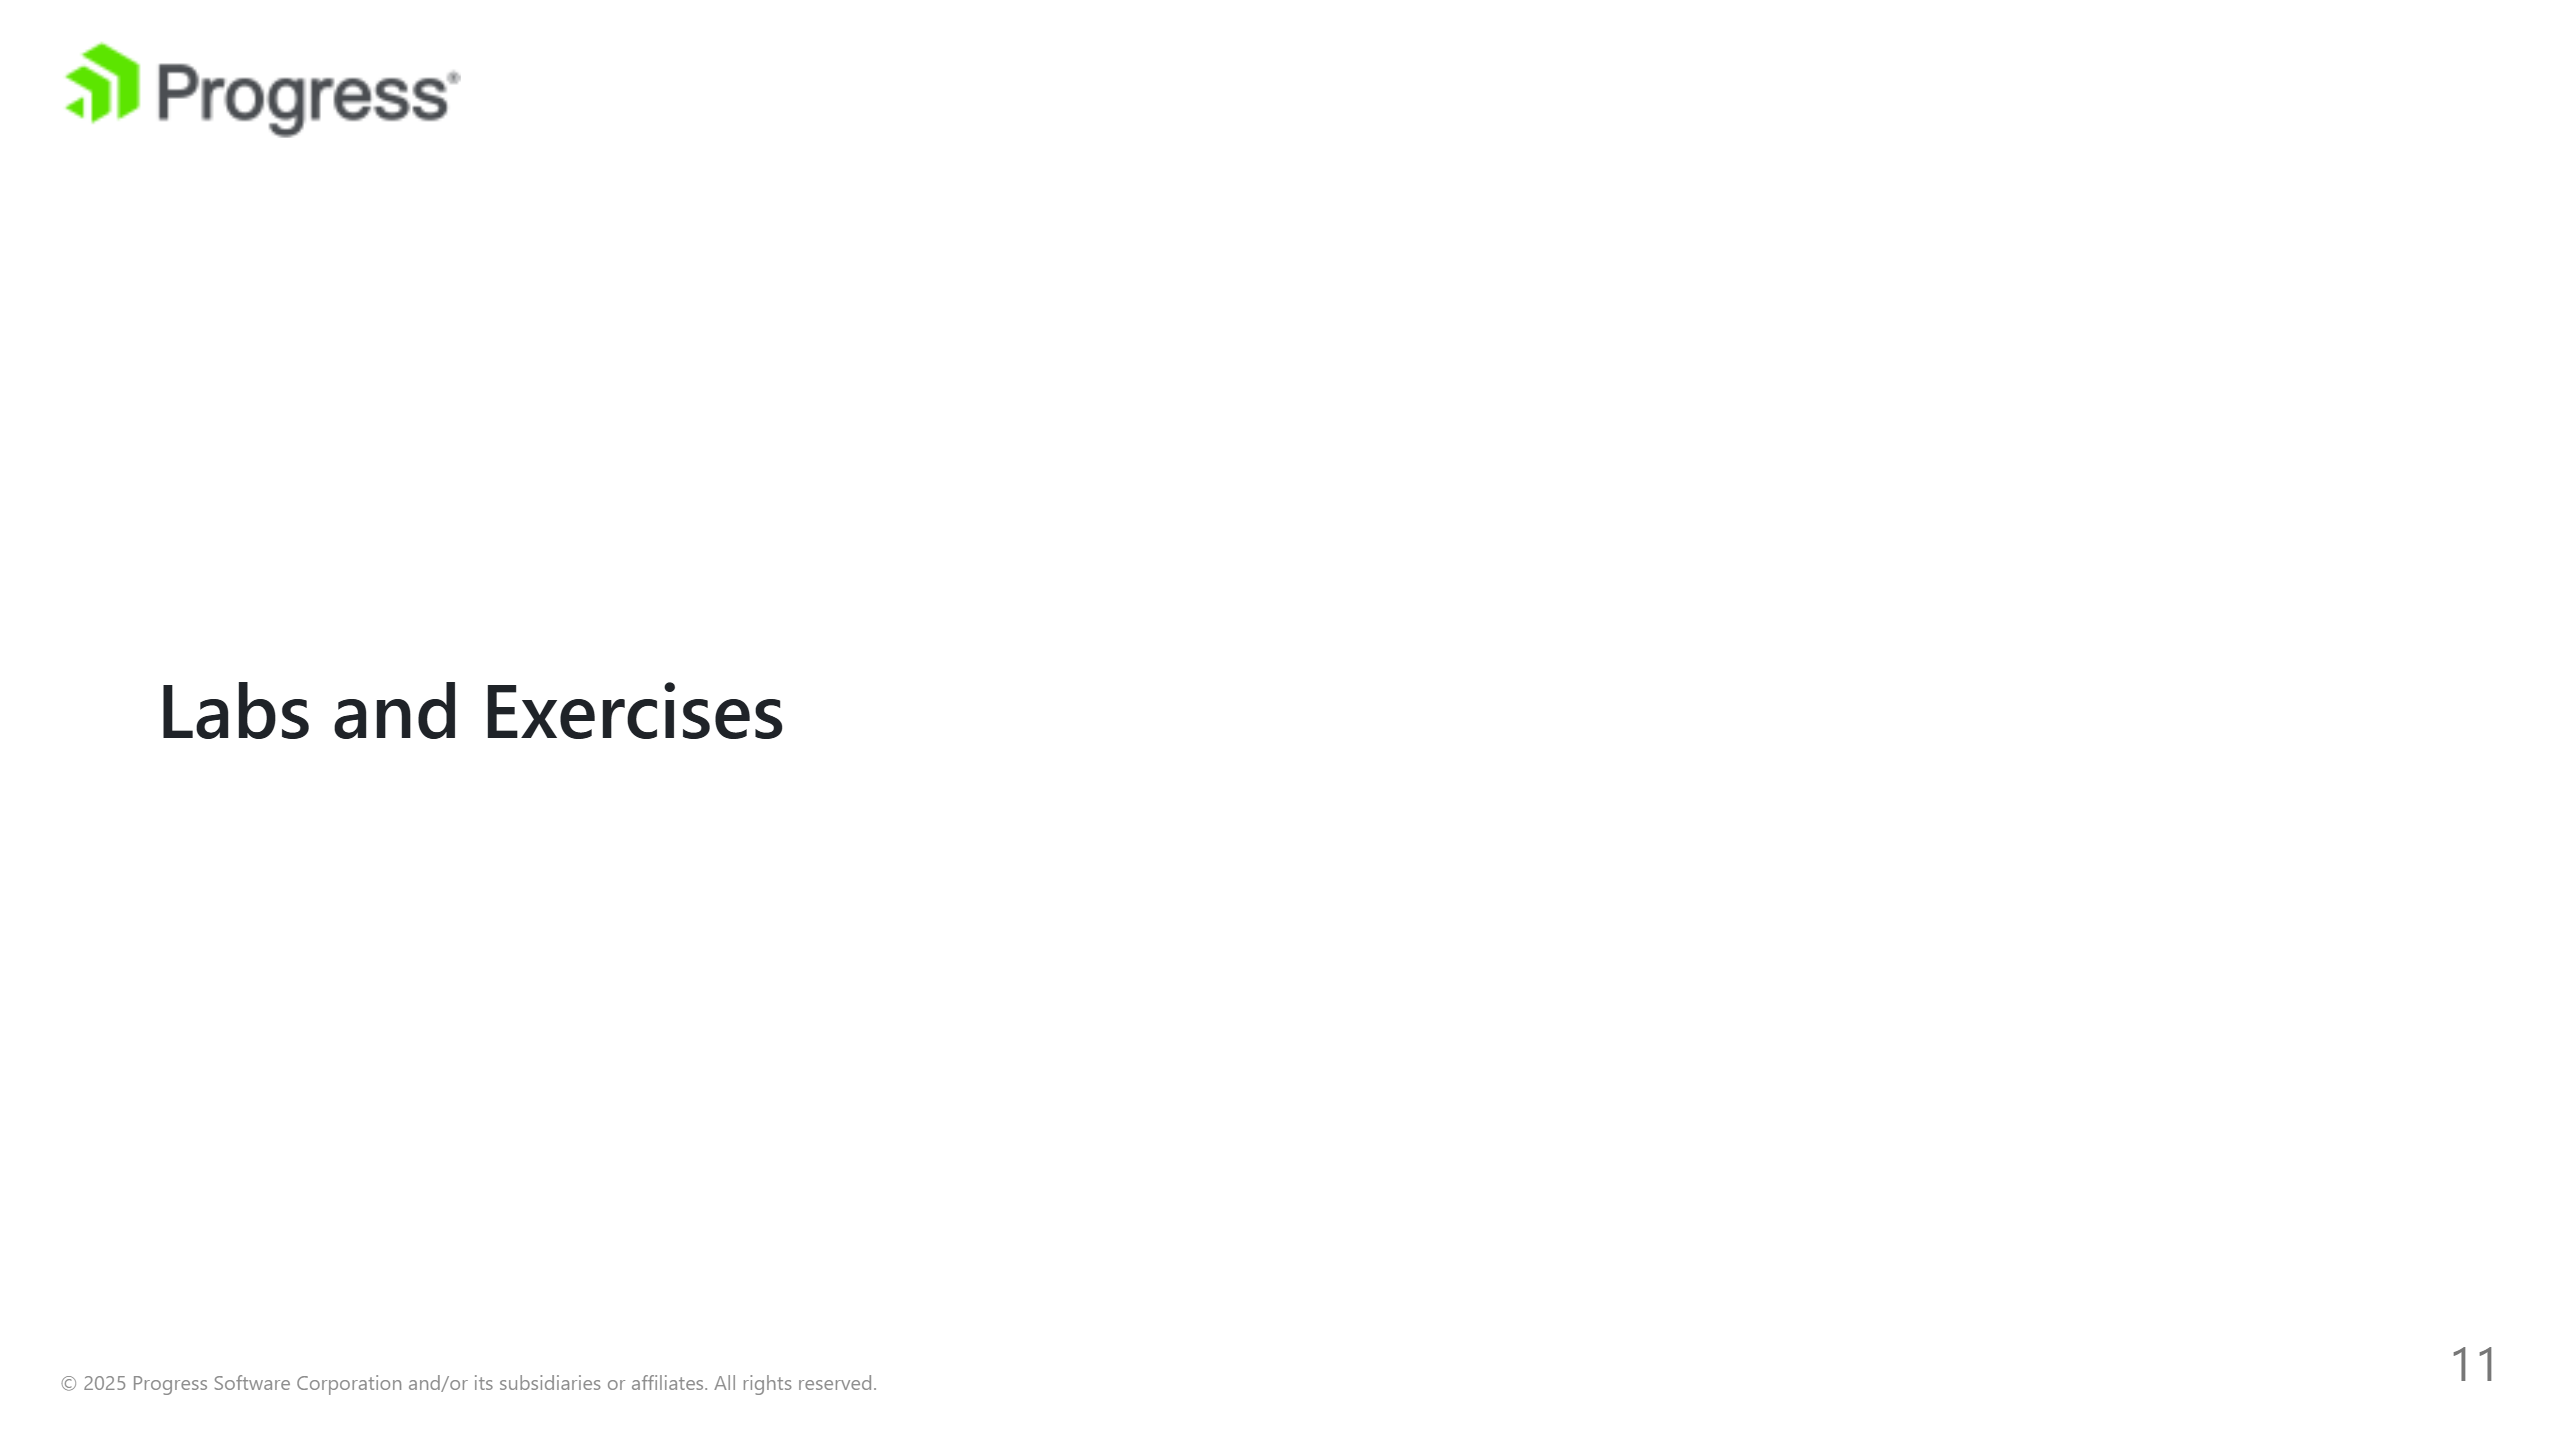 Progress®
Labs and Exercises
© 2025 Progress Software Corporation and/or its subsidiaries or affiliates. All rights reserved.
11